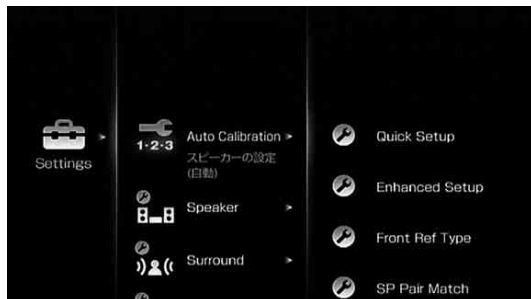 Settings
1・2・3
Auto Calibration
スピーカーの設定
(自動)
Speaker
Surround
Quick Setup
Enhanced Setup
Front Ref Type
SP Pair Match